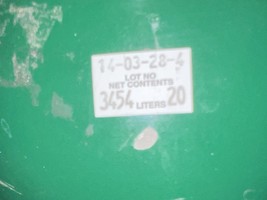 14-03-28-4
LOT NO
NET CONTENTS
3454 LITERS 20